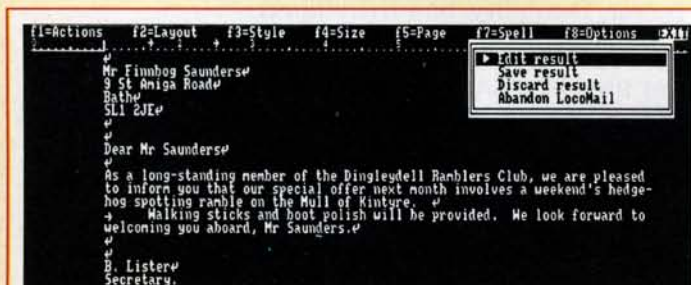 f1=Actions f2=Layout f3=Style f4=Size f5=Page f7=Spell f8=Options EXIT
Edit result
Save result
Discard result
Abandon LocoMail
Mr Finnbog Saunders
9 St Amiga Road
Bath
SL1 2JE
Dear Mr Saunders
As a long-standing member of the Dingleydell Ramblers Club, we are pleased
to inform you that our special offer next month involves a weekend's hedge-
hog spotting ramble on the Mull of Kintyre.
Walking sticks and boot polish will be provided. We look forward to
welcoming you aboard, Mr Saunders.
B. Lister
Secretary.